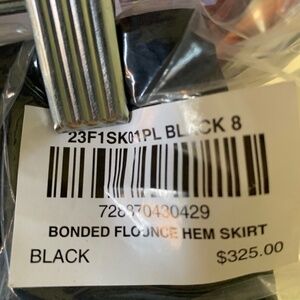 23F1SK01PL BLACK 8
728870430429
BONDED FLOUNCE HEM SKIRT
BLACK $325.00